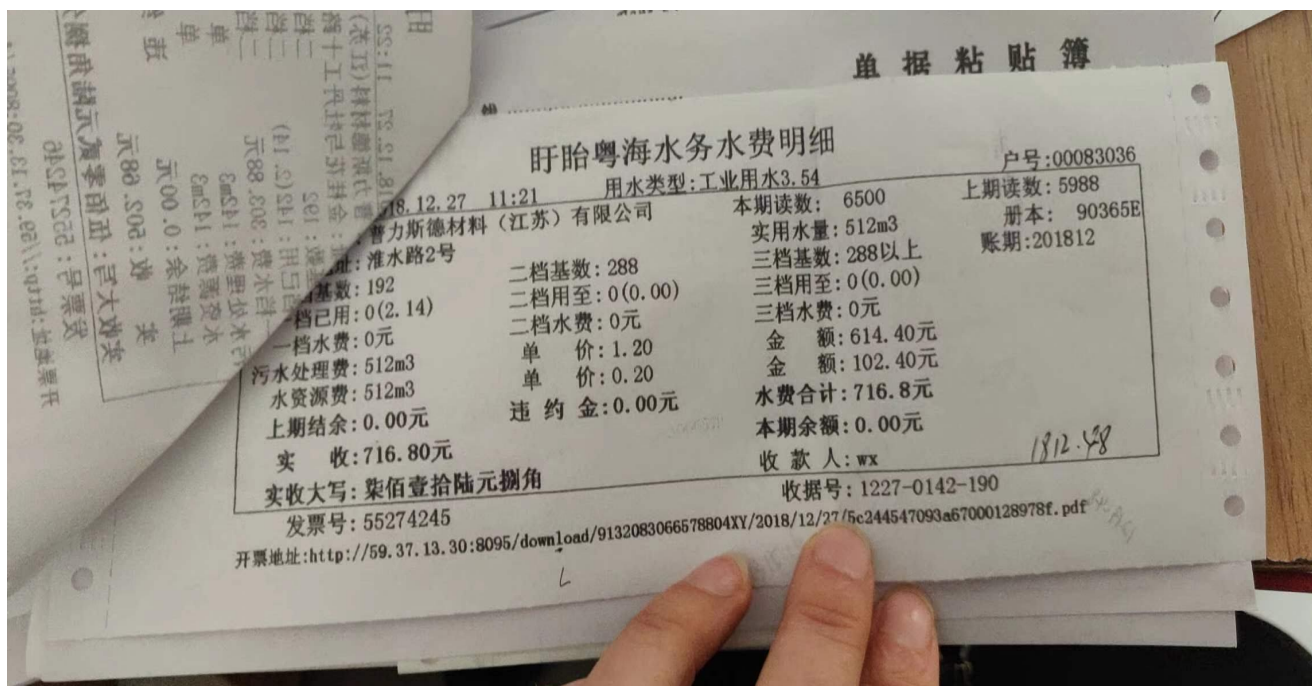 单 据 粘 贴 簿
线
盱眙粤海水务水费明细
户号:00083036
18.12.27 11:21 用水类型:工业用水3.54
本期读数: 6500 上期读数: 5988
普力斯德材料（江苏）有限公司 实用水量: 512m3 册本: 90365E
址: 淮水路2号 二档基数: 288 三档基数: 288以上 账期:201812
基数: 192 二档用至: 0(0.00) 三档用至: 0(0.00)
档已用: 0(2.14) 二档水费: 0元 三档水费: 0元
一档水费: 0元 单 价: 1.20 金 额: 614.40元
污水处理费: 512m3 单 价: 0.20 金 额: 102.40元
水资源费: 512m3 违 约 金: 0.00元 水费合计: 716.8元
上期结余: 0.00元 本期余额: 0.00元
实 收: 716.80元 收 款 人: wx 1812.48
实收大写: 柒佰壹拾陆元捌角
收据号: 1227-0142-190
发票号: 55274245
开票地址:http://59.37.13.30:8095/download/9132083066578804XY/2018/12/27/5c244547093a67000128978f.pdf